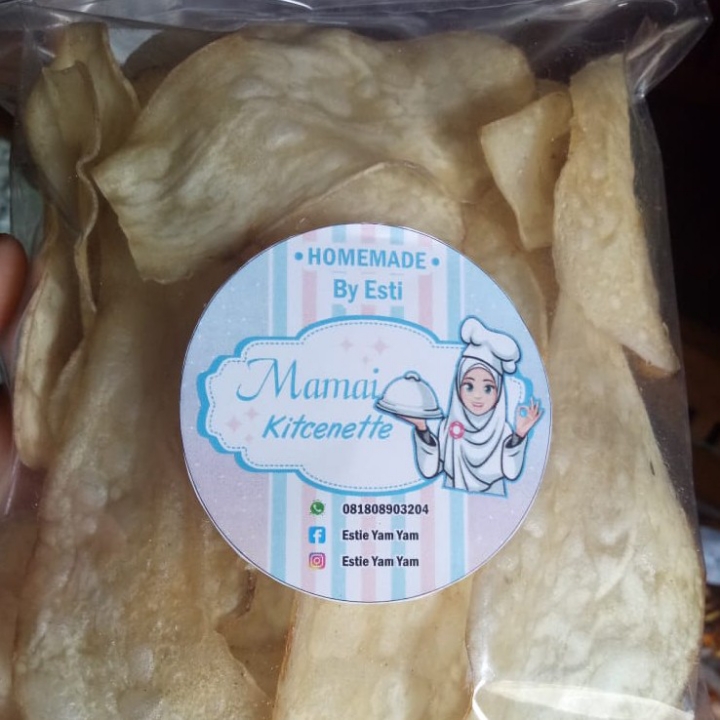 • HOMEMADE •
By Esti
Mamai
Kitcenette
081808903204
Estie Yam Yam
Estie Yam Yam